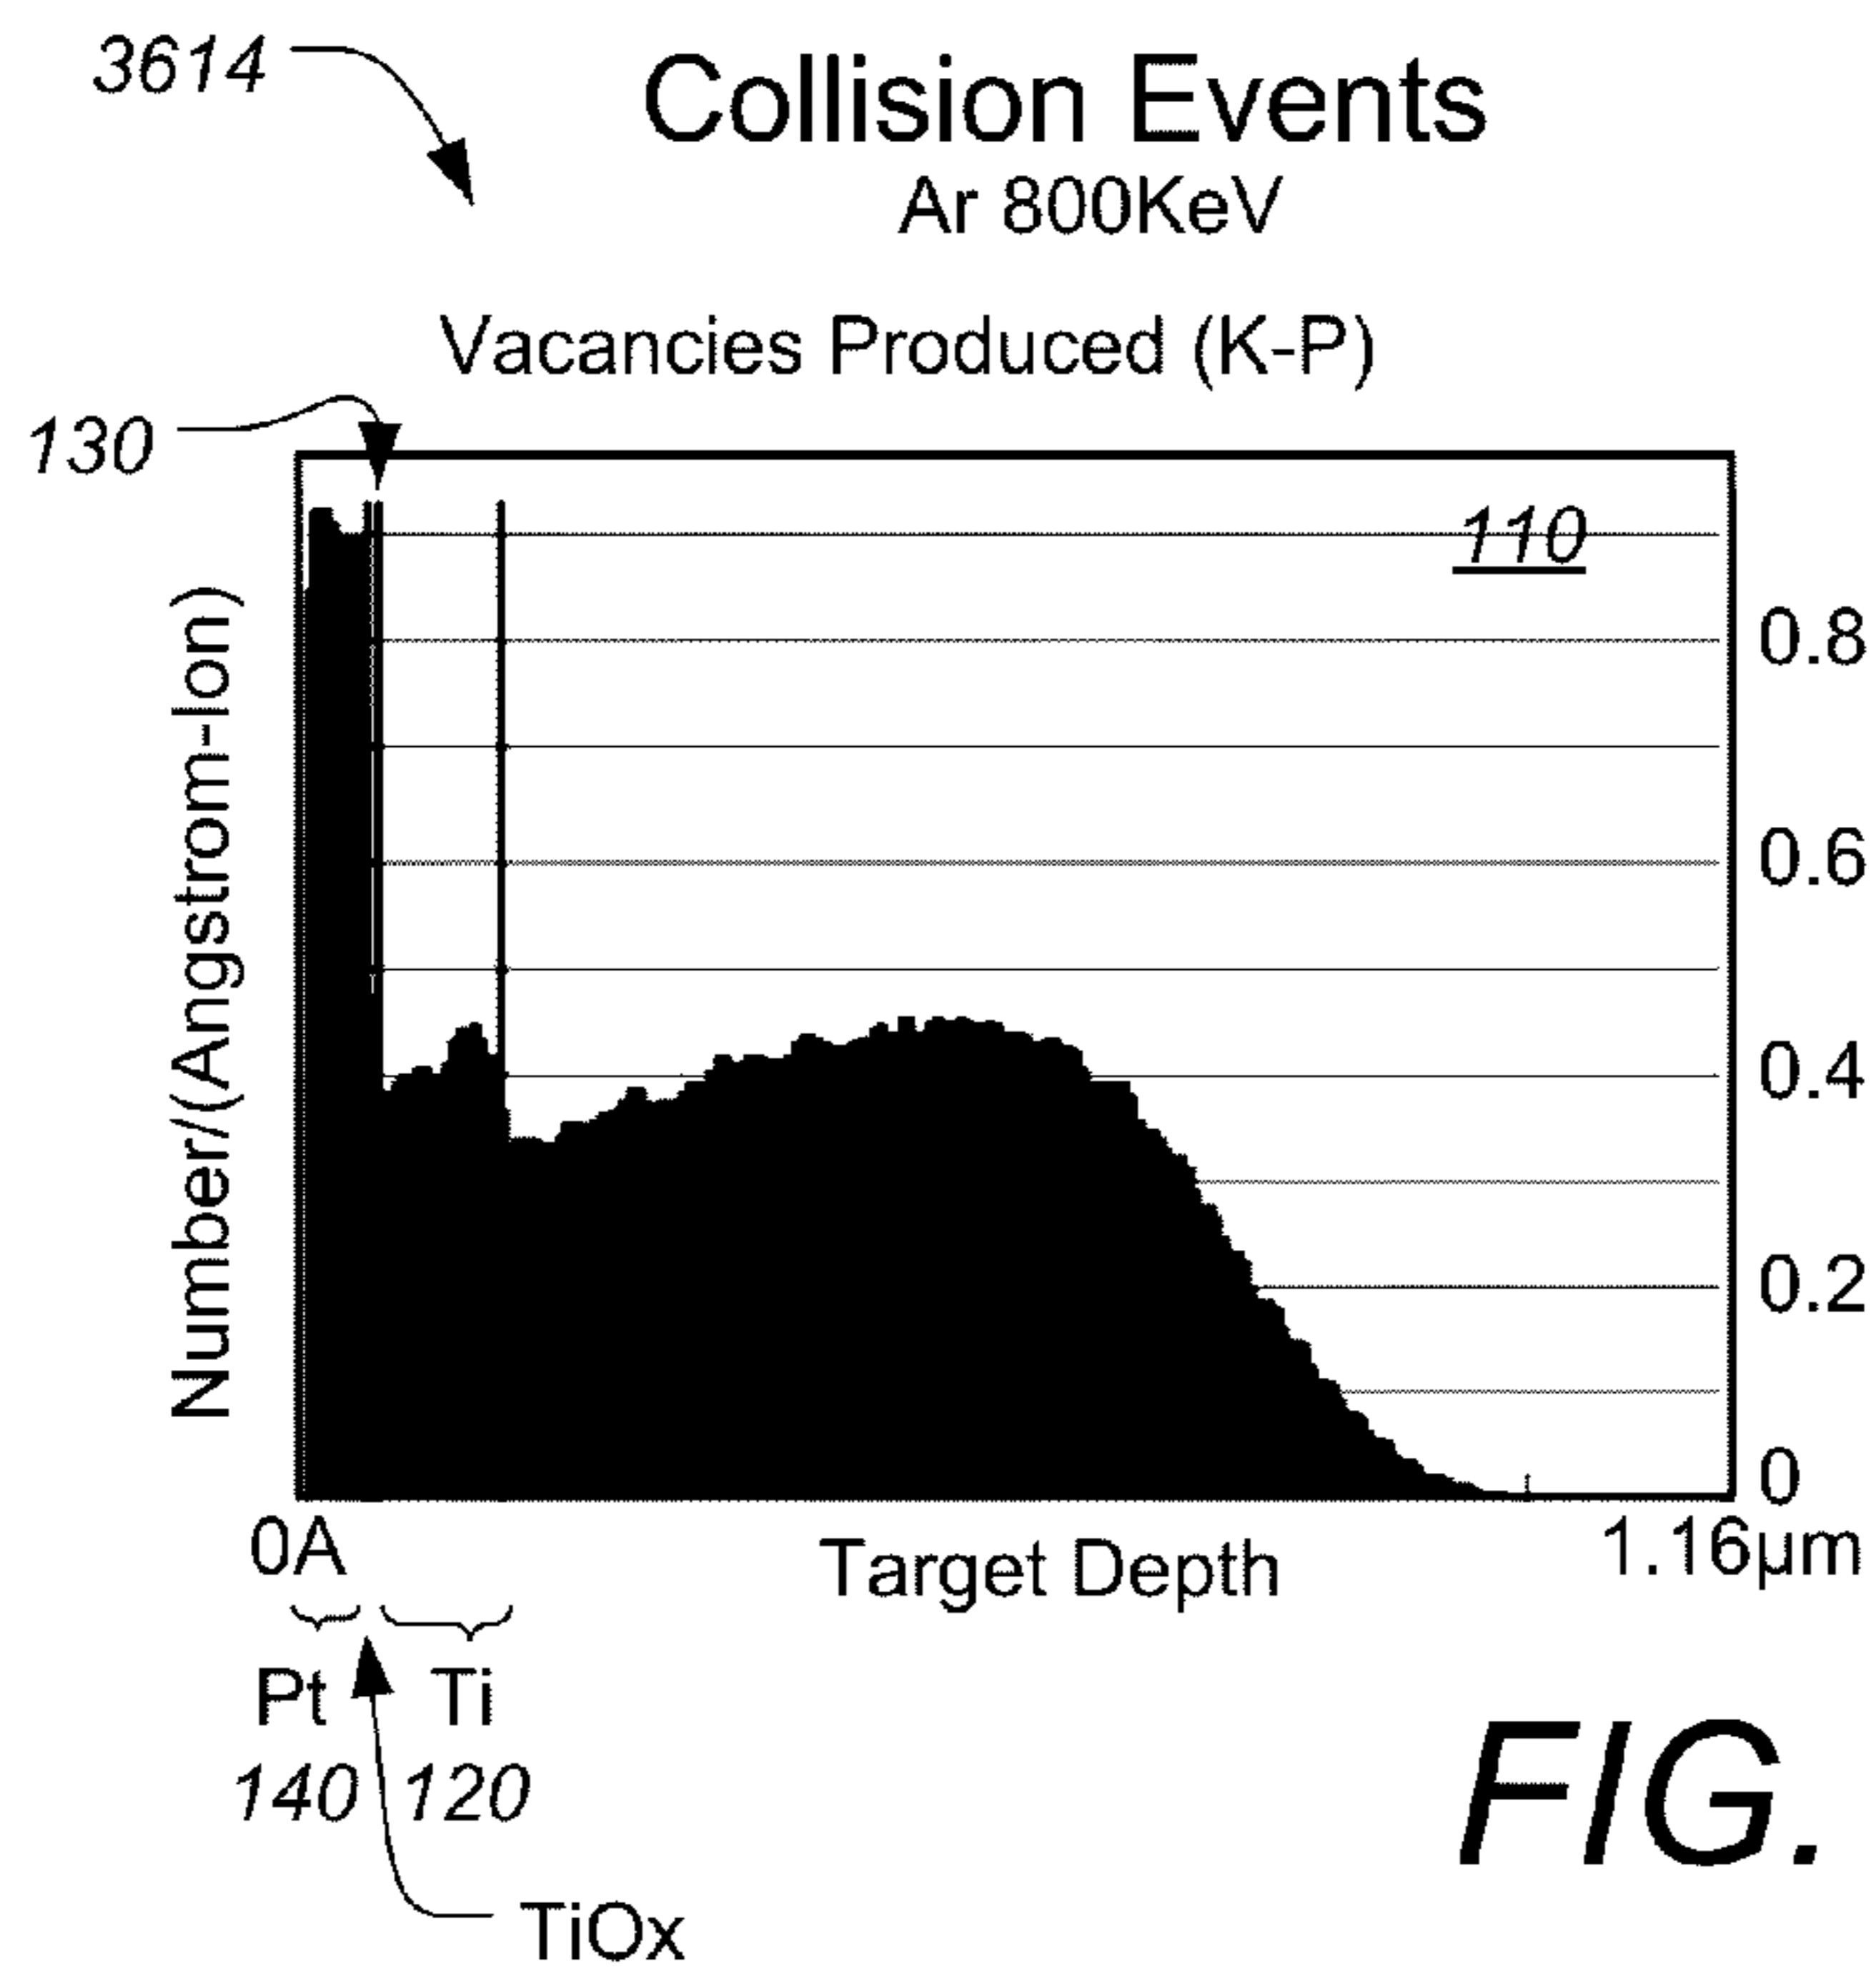 3614
Collision Events
Ar 800KeV
Vacancies Produced (K-P)
130
110
Number/(Angstrom-Ion)
0.8
0.6
0.4
0.2
0
0A
Target Depth
1.16µm
Pt
Ti
140
120
TiOx
FIG.